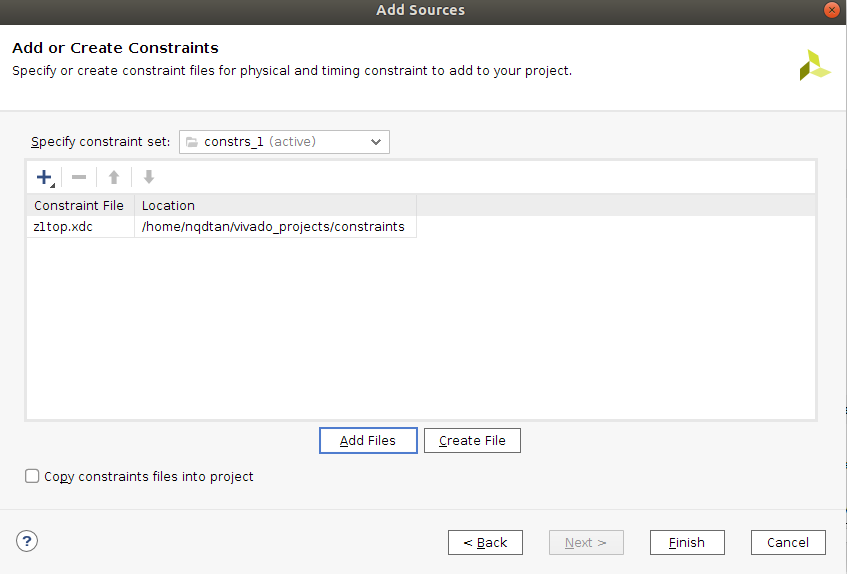 Add Sources
Add or Create Constraints
Specify or create constraint files for physical and timing constraint to add to your project.
Specify constraint set: constrs_1 (active)
Constraint File Location
z1top.xdc /home/nqdtan/vivado_projects/constraints
Add Files Create File
Copy constraints files into project
? < Back Next > Finish Cancel